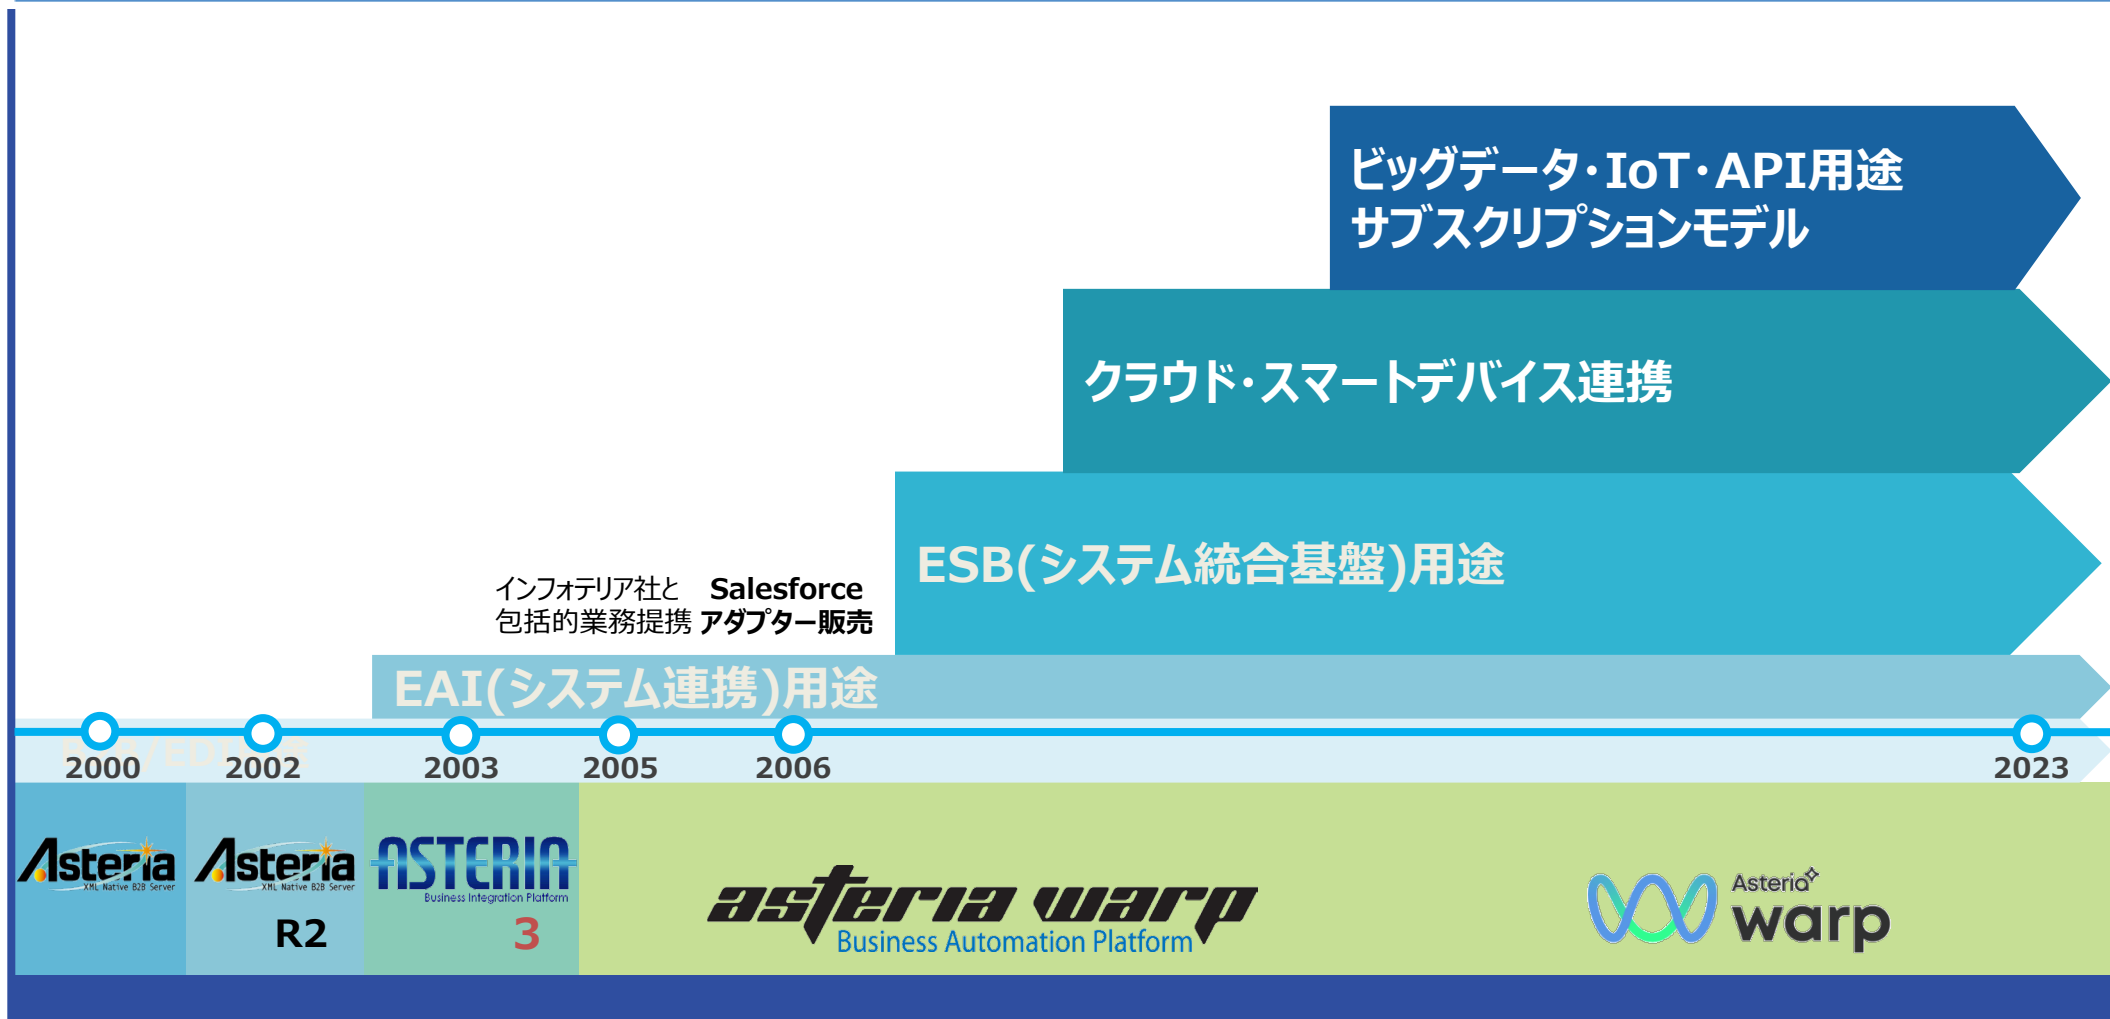 ビッグデータ・IoT・API用途
サブスクリプションモデル
クラウド・スマートデバイス連携
ESB(システム統合基盤)用途
インフォテリア社と
包括的業務提携
Salesforce
アダプター販売
EAI(システム連携)用途
2000
2002
2003
2005
2006
2023
Asteria
XML Native B2B Server
Asteria
XML Native B2B Server
R2
ASTERIA
Business Integration Platform
3
asteria warp
Business Automation Platform
Asteria
warp